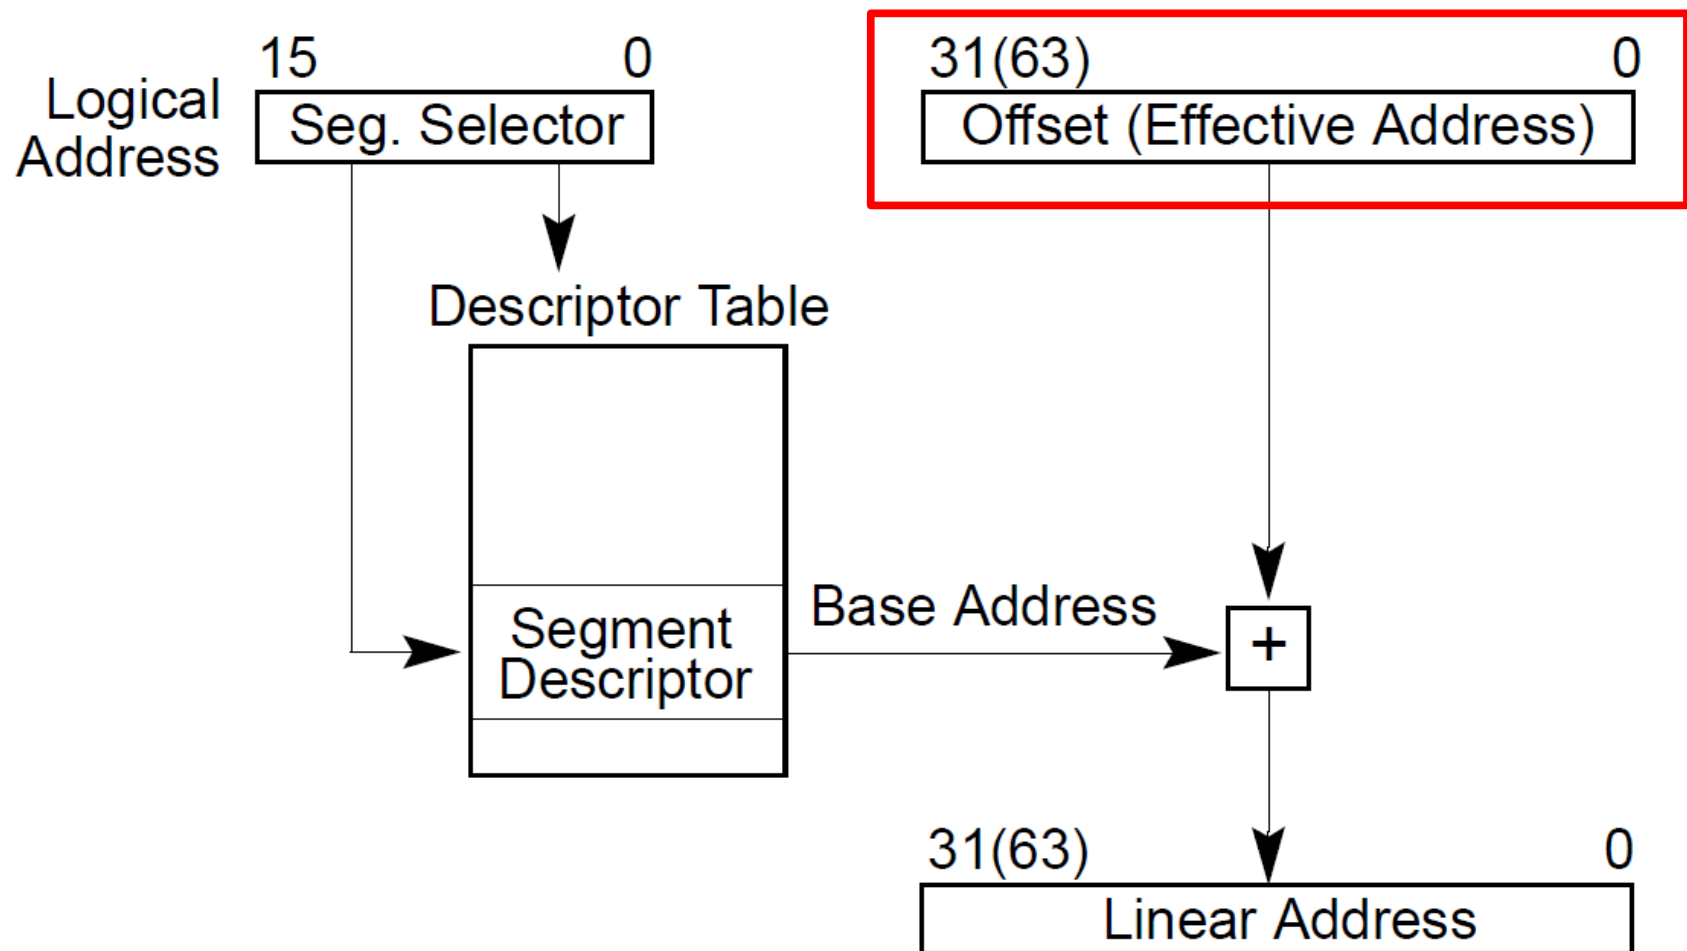 15 0
31(63) 0
Logical
Address
Seg. Selector
Offset (Effective Address)
Descriptor Table
Base Address
Segment
Descriptor
+
31(63) 0
Linear Address